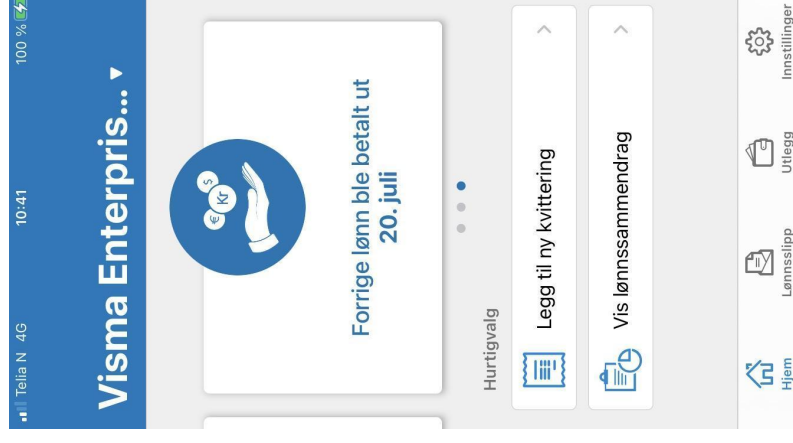 Telia N 4G 10:41 100 %
Visma Enterpris...
€ Kr $
Forrige lønn ble betalt ut
20. juli
Hurtigvalg
Legg til ny kvittering
Vis lønnssammendrag
Hjem Lønnsslipp Utlegg Innstillinger